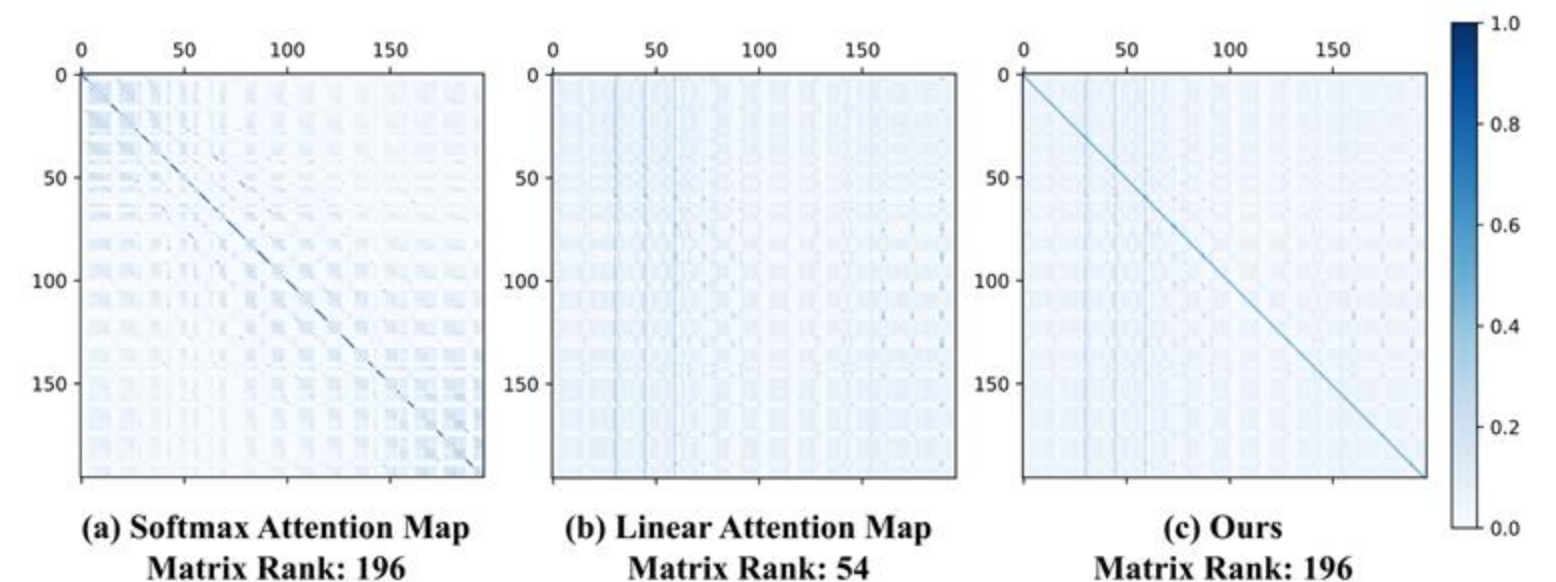 0 50 100 150 0 50 100 150 0 50 100 150 1.0
0 0 0
0.8
50 50 50
0.6
100 100 100
0.4
150 150 150
0.2
0.0
(a) Softmax Attention Map (b) Linear Attention Map (c) Ours
Matrix Rank: 196 Matrix Rank: 54 Matrix Rank: 196